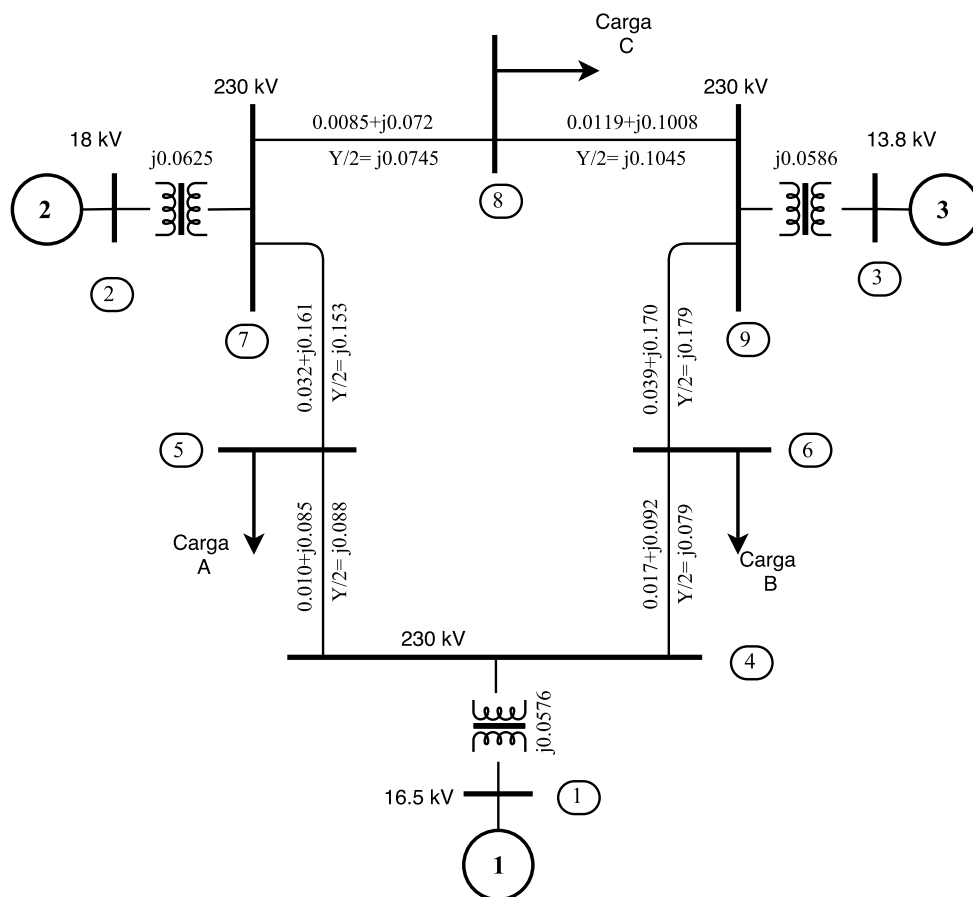 Carga
C
230 kV
230 kV
0.0085+j0.072
0.0119+j0.1008
18 kV
Y/2= j0.0745
Y/2= j0.1045
13.8 kV
j0.0625
j0.0586
8
2
3
2
3
7
9
0.032+j0.161
Y/2= j0.153
0.039+j0.170
Y/2= j0.179
5
6
Carga
A
0.010+j0.085
Y/2= j0.088
0.017+j0.092
Y/2= j0.079
Carga
B
230 kV
4
j0.0576
16.5 kV
1
1